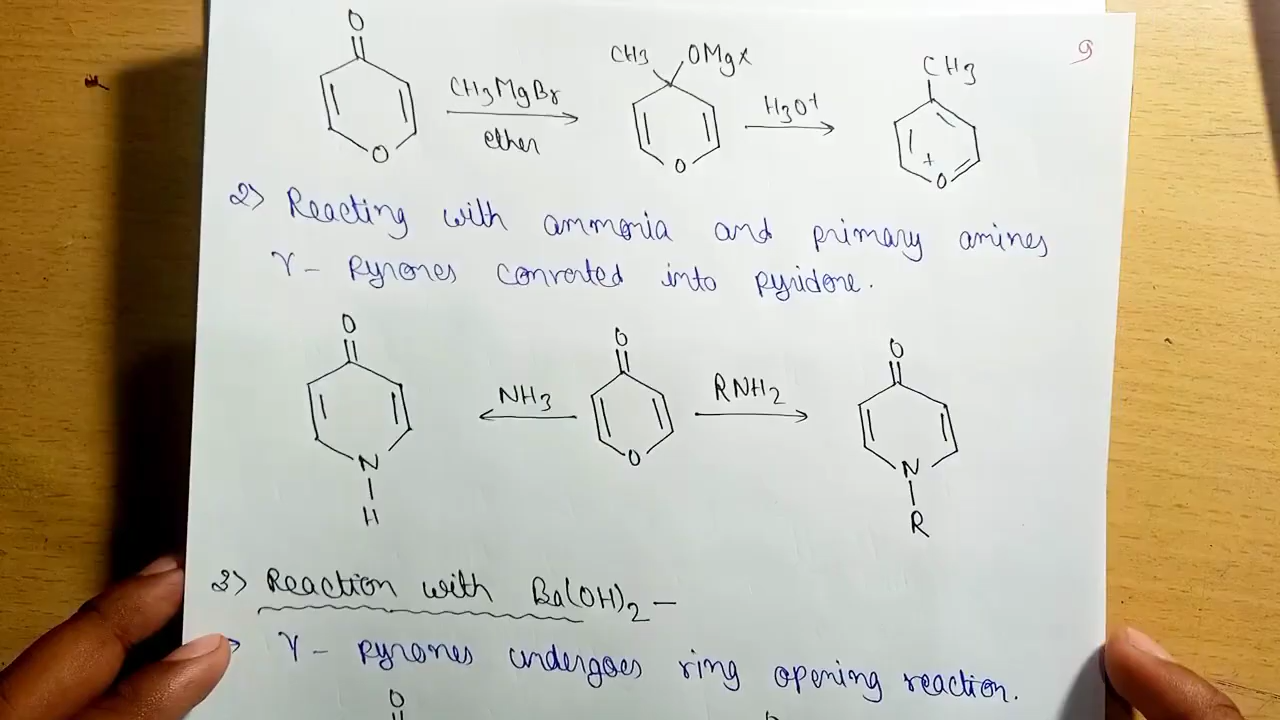 O
CH3 OMgx
CH3
9
CH3MgBr
H3O+
ether
+
O
O
O
2> Reacting with ammonia and primary amines
γ- Pyrones converted into pyridone.
O
O
O
NH3
RNH2
O
N
N
H
R
3> Reaction with Ba(OH)2 —
γ- pyrones undergoes ring opening reaction.
O